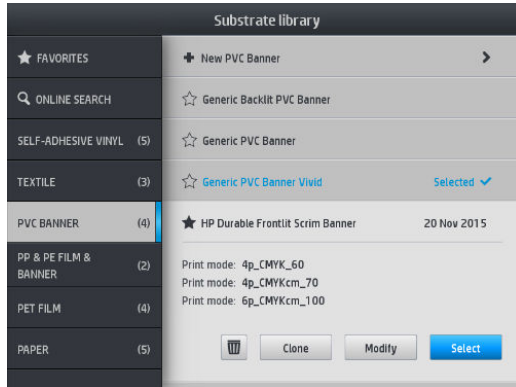 Substrate library
FAVORITES
ONLINE SEARCH
SELF-ADHESIVE VINYL (5)
TEXTILE (3)
PVC BANNER (4)
PP & PE FILM &
BANNER (2)
PET FILM (4)
PAPER (5)
New PVC Banner
Generic Backlit PVC Banner
Generic PVC Banner
Generic PVC Banner Vivid Selected
HP Durable Frontlit Scrim Banner 20 Nov 2015
Print mode: 4p_CMYK_60
Print mode: 4p_CMYKcm_70
Print mode: 6p_CMYKcm_100
Clone Modify Select